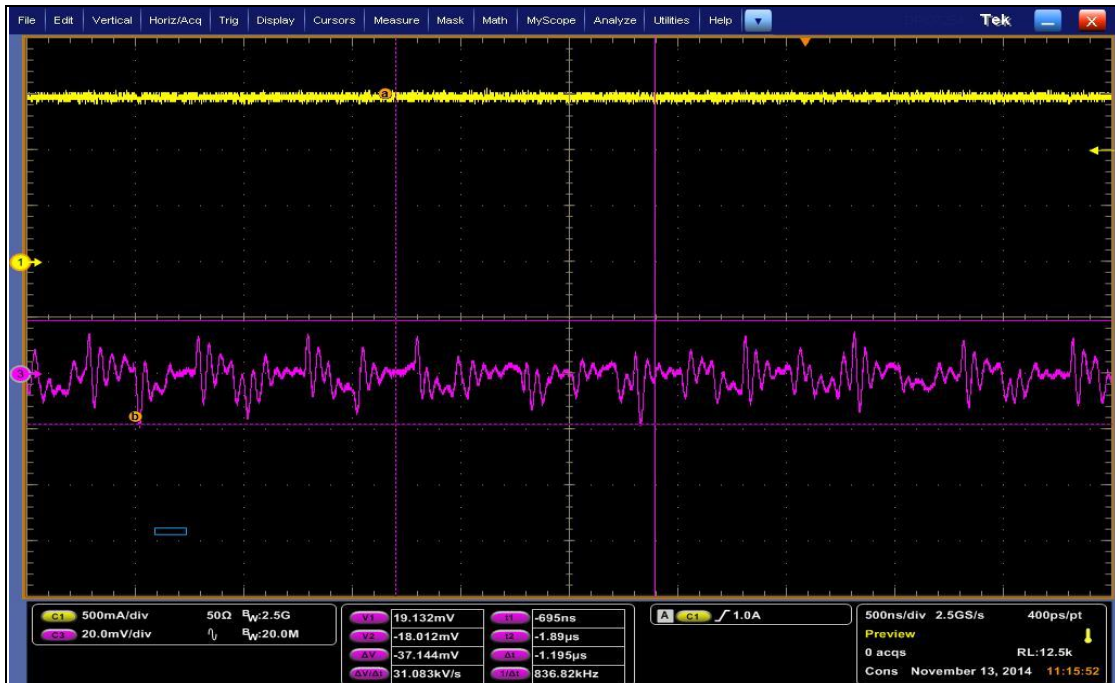 File Edit Vertical Horiz/Acq Trig Display Cursors Measure Mask Math MyScope Analyze Utilities Help Tek
a
1
3
b
C1 500mA/div 50Ω BW:2.5G
C3 20.0mV/div BW:20.0M
V1 19.132mV
V2 -18.012mV
ΔV -37.144mV
ΔV/Δt 31.083kV/s
t1 -695ns
t2 -1.89µs
Δt -1.195µs
1/Δt 836.82kHz
A C1 1.0A
500ns/div 2.5GS/s 400ps/pt
Preview
0 acqs RL:12.5k
Cons November 13, 2014 11:15:52